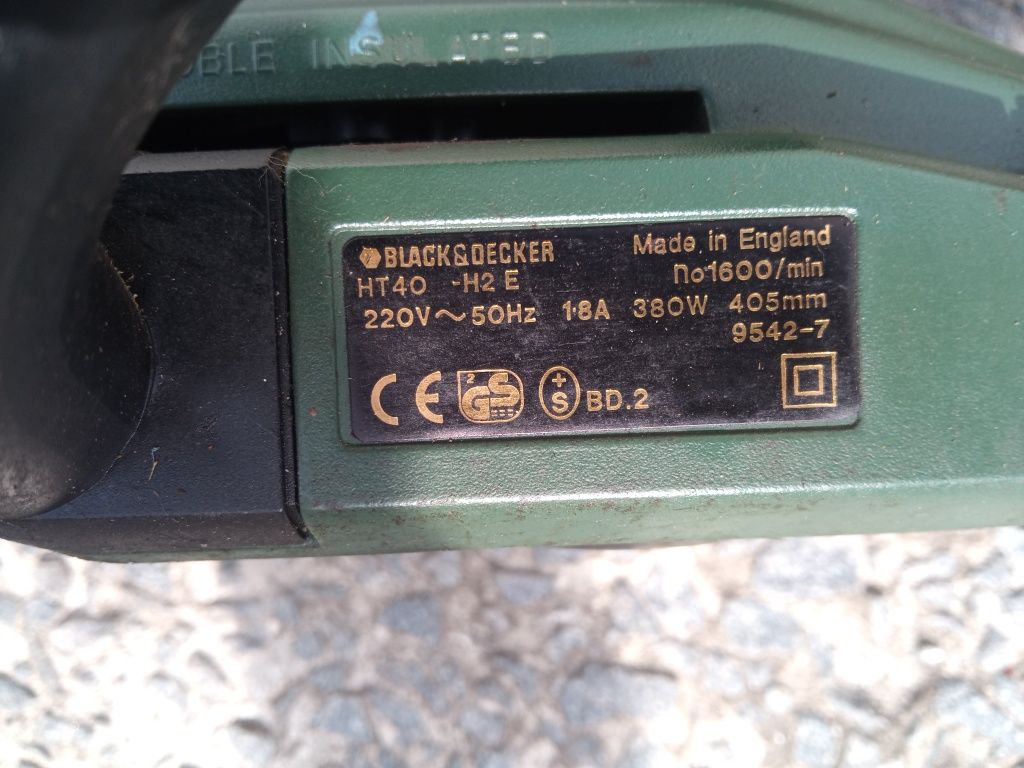 INSULATED
BLACK&DECKER Made in England
HT40 -H2 E no1600/min
220V~50Hz 1·8A 380W 405mm
9542-7
CE 2 GS +S BD.2